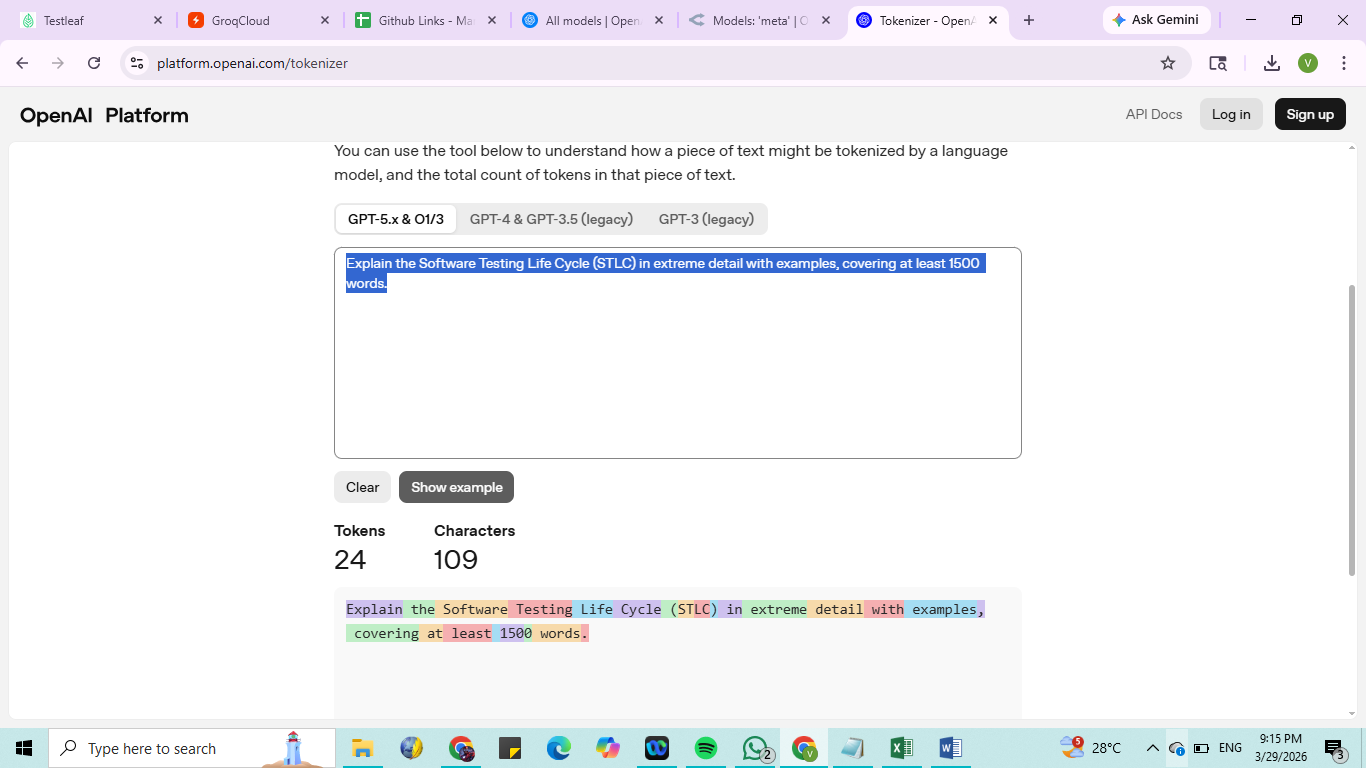 Testleaf
GroqCloud
Github Links - Ma
All models | Open
Models: 'meta' | O
Tokenizer - OpenA
Ask Gemini
platform.openai.com/tokenizer
V
OpenAI Platform
API Docs
Log in
Sign up
You can use the tool below to understand how a piece of text might be tokenized by a language
model, and the total count of tokens in that piece of text.
GPT-5.x & O1/3
GPT-4 & GPT-3.5 (legacy)
GPT-3 (legacy)
Explain the Software Testing Life Cycle (STLC) in extreme detail with examples, covering at least 1500
words.
Clear
Show example
Tokens
Characters
24
109
Explain the Software Testing Life Cycle (STLC) in extreme detail with examples,
covering at least 1500 words.
Type here to search
2
V
5
28°C
ENG
9:15 PM
3/29/2026
3